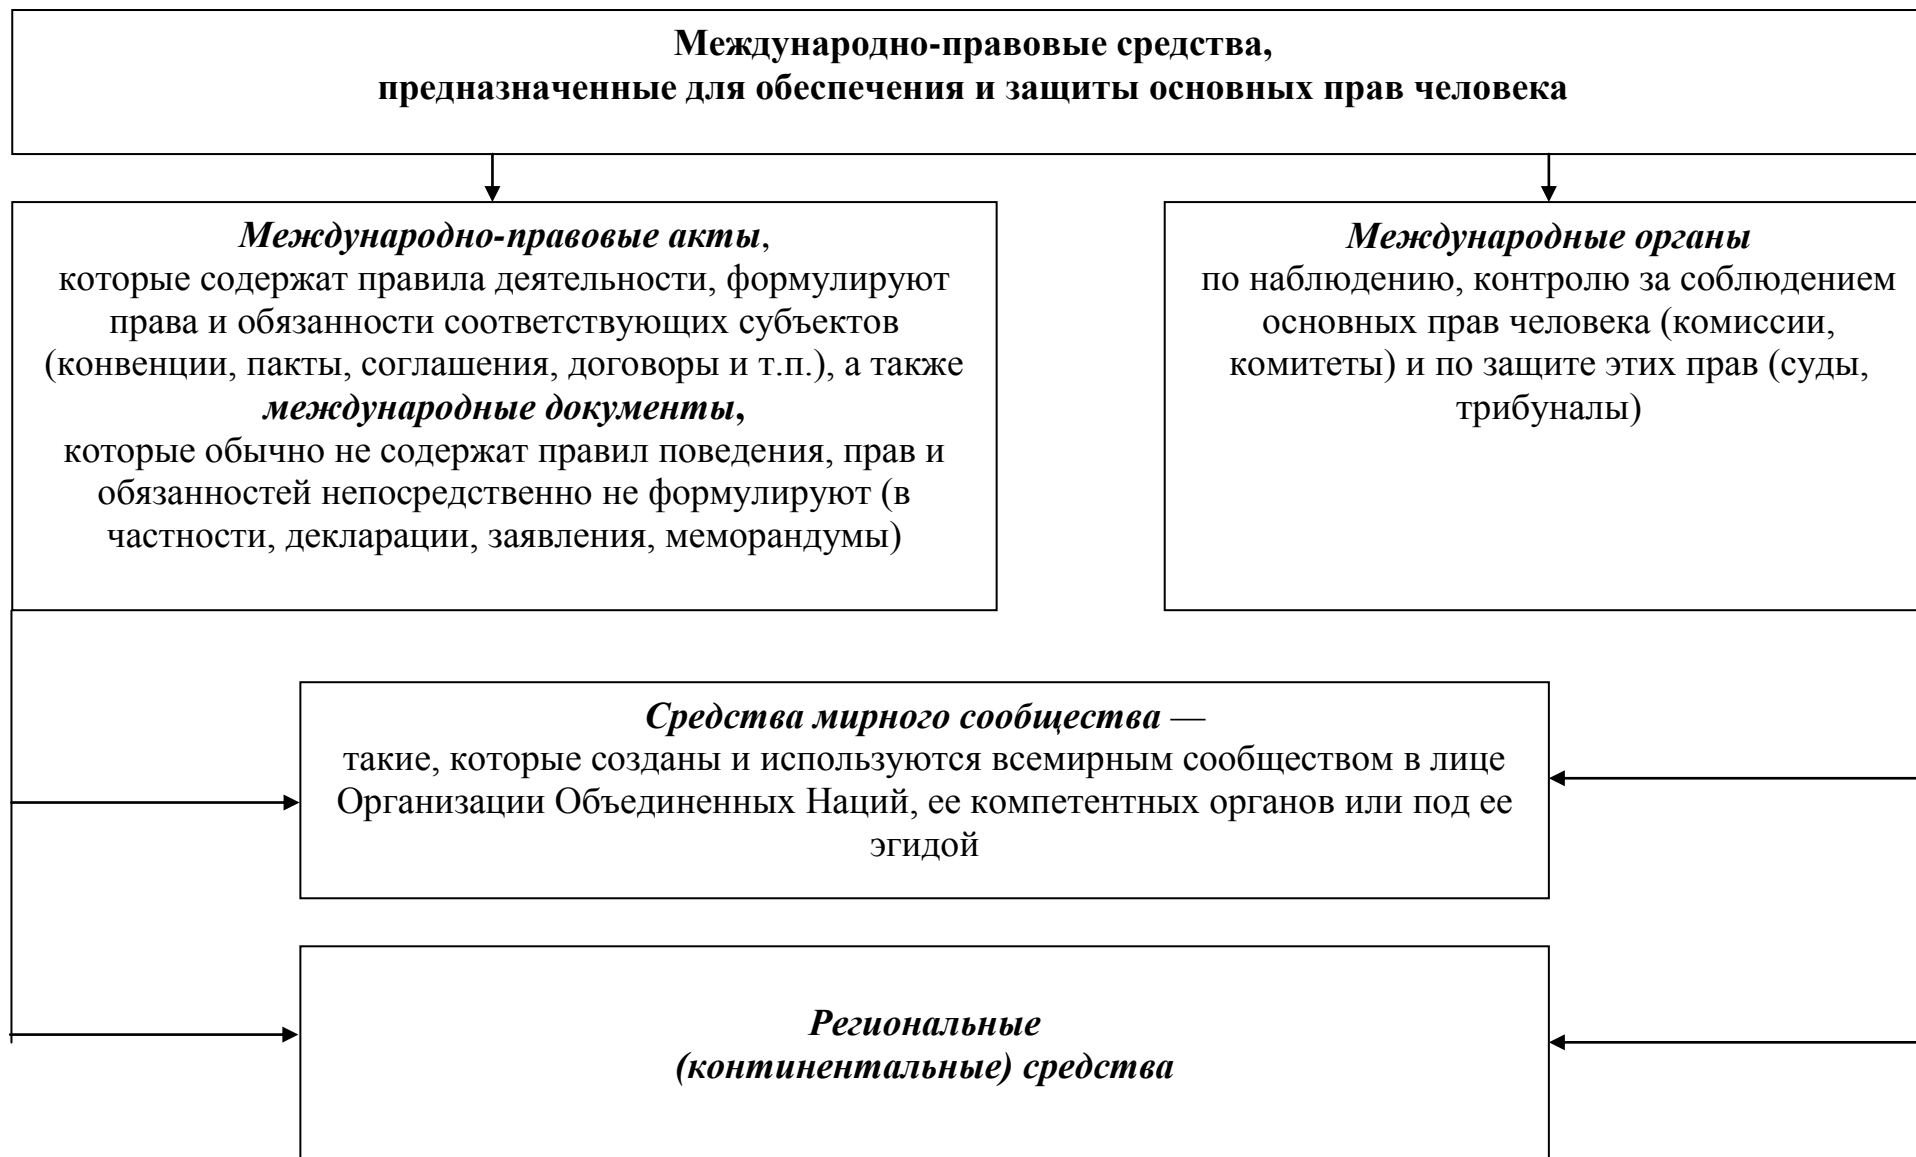 Международно-правовые средства,
предназначенные для обеспечения и защиты основных прав человека
Международно-правовые акты,
которые содержат правила деятельности, формулируют
права и обязанности соответствующих субъектов
(конвенции, пакты, соглашения, договоры и т.п.), а также
международные документы,
которые обычно не содержат правил поведения, прав и
обязанностей непосредственно не формулируют (в
частности, декларации, заявления, меморандумы)
Международные органы
по наблюдению, контролю за соблюдением
основных прав человека (комиссии,
комитеты) и по защите этих прав (суды,
трибуналы)
Средства мирного сообщества —
такие, которые созданы и используются всемирным сообществом в лице
Организации Объединенных Наций, ее компетентных органов или под ее
эгидой
Региональные
(континентальные) средства